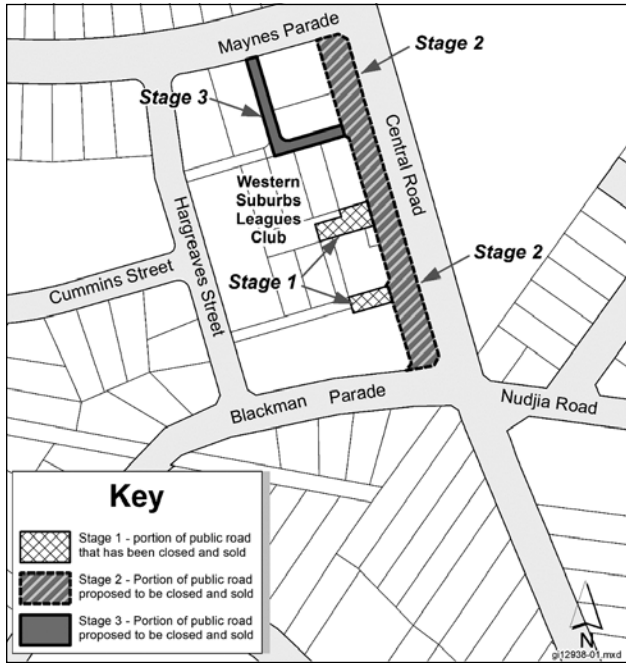 Maynes Parade
Stage 2
Stage 3
Central Road
Western
Suburbs
Leagues
Club
Hargreaves Street
Stage 2
Stage 1
Cummins Street
Blackman Parade
Nudjia Road
Key
Stage 1 - portion of public road
that has been closed and sold
Stage 2 - Portion of public road
proposed to be closed and sold
Stage 3 - Portion of public road
proposed to be closed and sold
N
gi12938-01.mxd